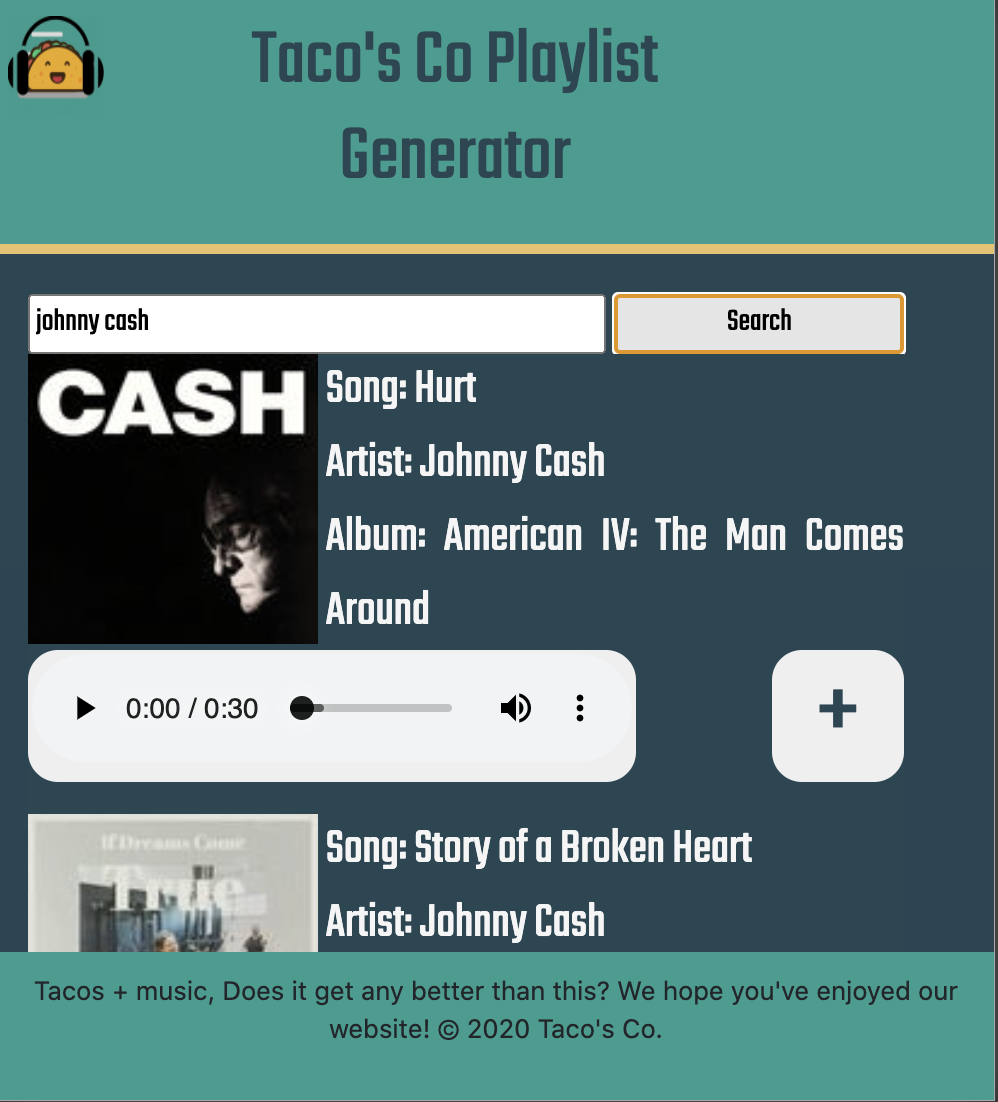 Taco's Co Playlist
Generator
johnny cash
Search
CASH
Song: Hurt
Artist: Johnny Cash
Album: American IV: The Man Comes
Around
0:00 / 0:30
If Dreams Come
True
Song: Story of a Broken Heart
Artist: Johnny Cash
Tacos + music, Does it get any better than this? We hope you've enjoyed our
website! © 2020 Taco's Co.